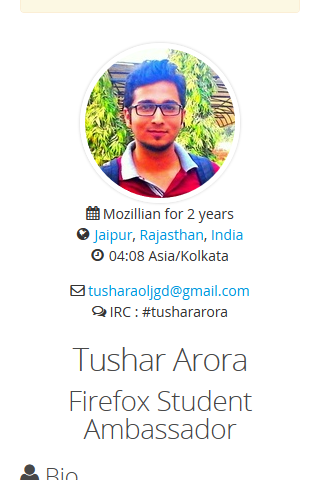 Mozillian for 2 years
Jaipur, Rajasthan, India
04:08 Asia/Kolkata
tusharaoljgd@gmail.com
IRC : #tushararora
Tushar Arora
Firefox Student
Ambassador
Bio